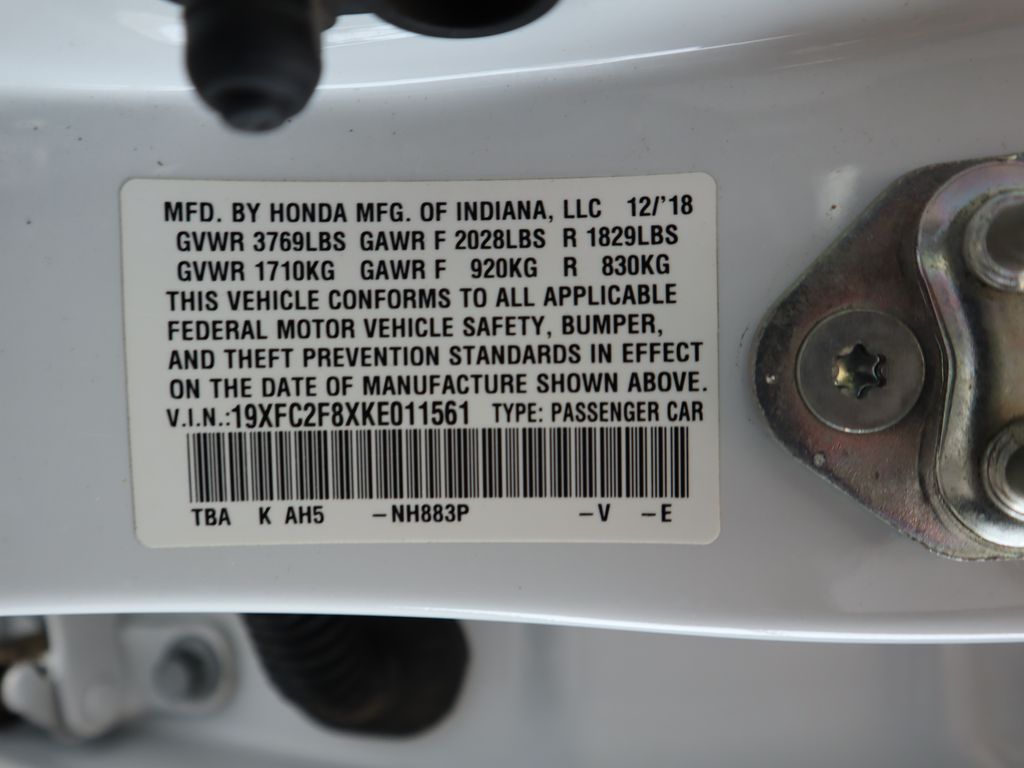 MFD. BY HONDA MFG. OF INDIANA, LLC 12/'18
GVWR 3769LBS GAWR F 2028LBS R 1829LBS
GVWR 1710KG GAWR F 920KG R 830KG
THIS VEHICLE CONFORMS TO ALL APPLICABLE
FEDERAL MOTOR VEHICLE SAFETY, BUMPER,
AND THEFT PREVENTION STANDARDS IN EFFECT
ON THE DATE OF MANUFACTURE SHOWN ABOVE.
V.I.N.:19XFC2F8XKE011561 TYPE: PASSENGER CAR
TBA K AH5 -NH883P -V -E